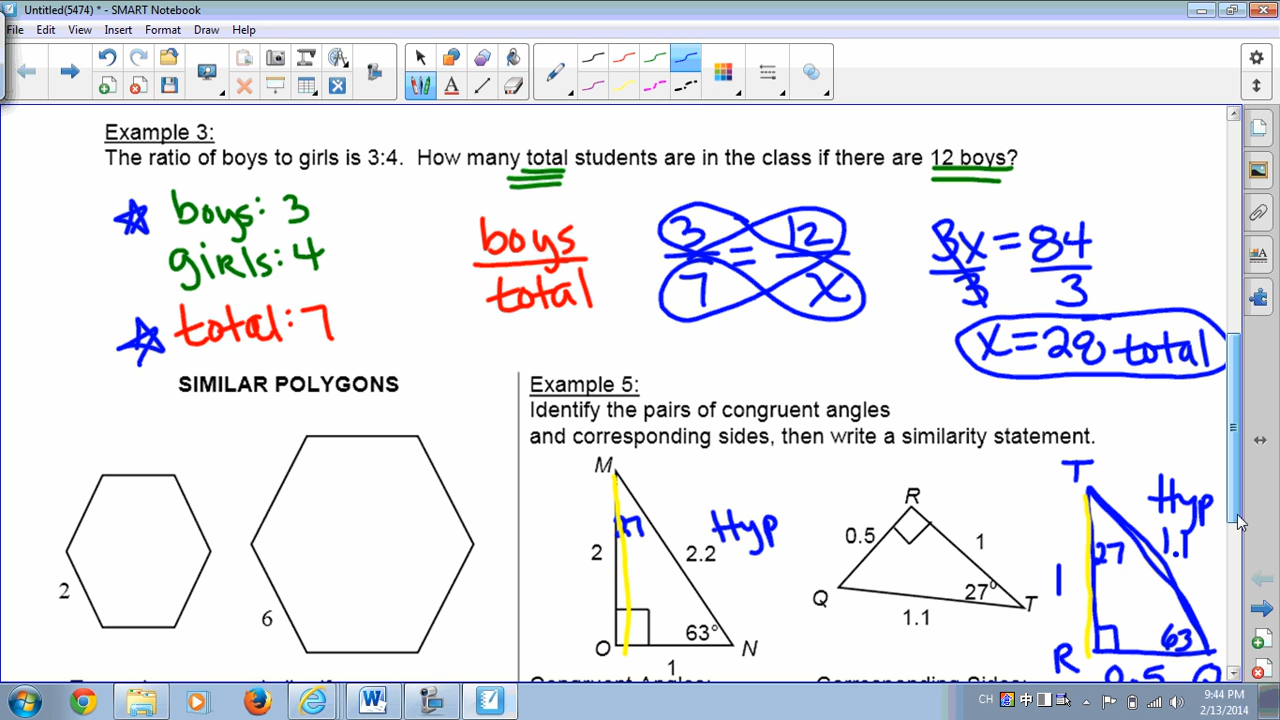 Untitled(5474) * - SMART Notebook
File Edit View Insert Format Draw Help
Example 3:
The ratio of boys to girls is 3:4. How many total students are in the class if there are 12 boys?
boys: 3
girls: 4
total: 7
boys
total
3 = 12
7 x
3x = 84
3 3
x = 28 total
SIMILAR POLYGONS
2
6
Example 5:
Identify the pairs of congruent angles
and corresponding sides, then write a similarity statement.
M
27
Hyp
2
2.2
63°
O
N
1
R
0.5
1
27°
Q
T
1.1
T
Hyp
1.1
27
1
63
R
0.5
Q
Congruent Angles:
Corresponding Sides:
CH
中
9:44 PM
2/13/2014